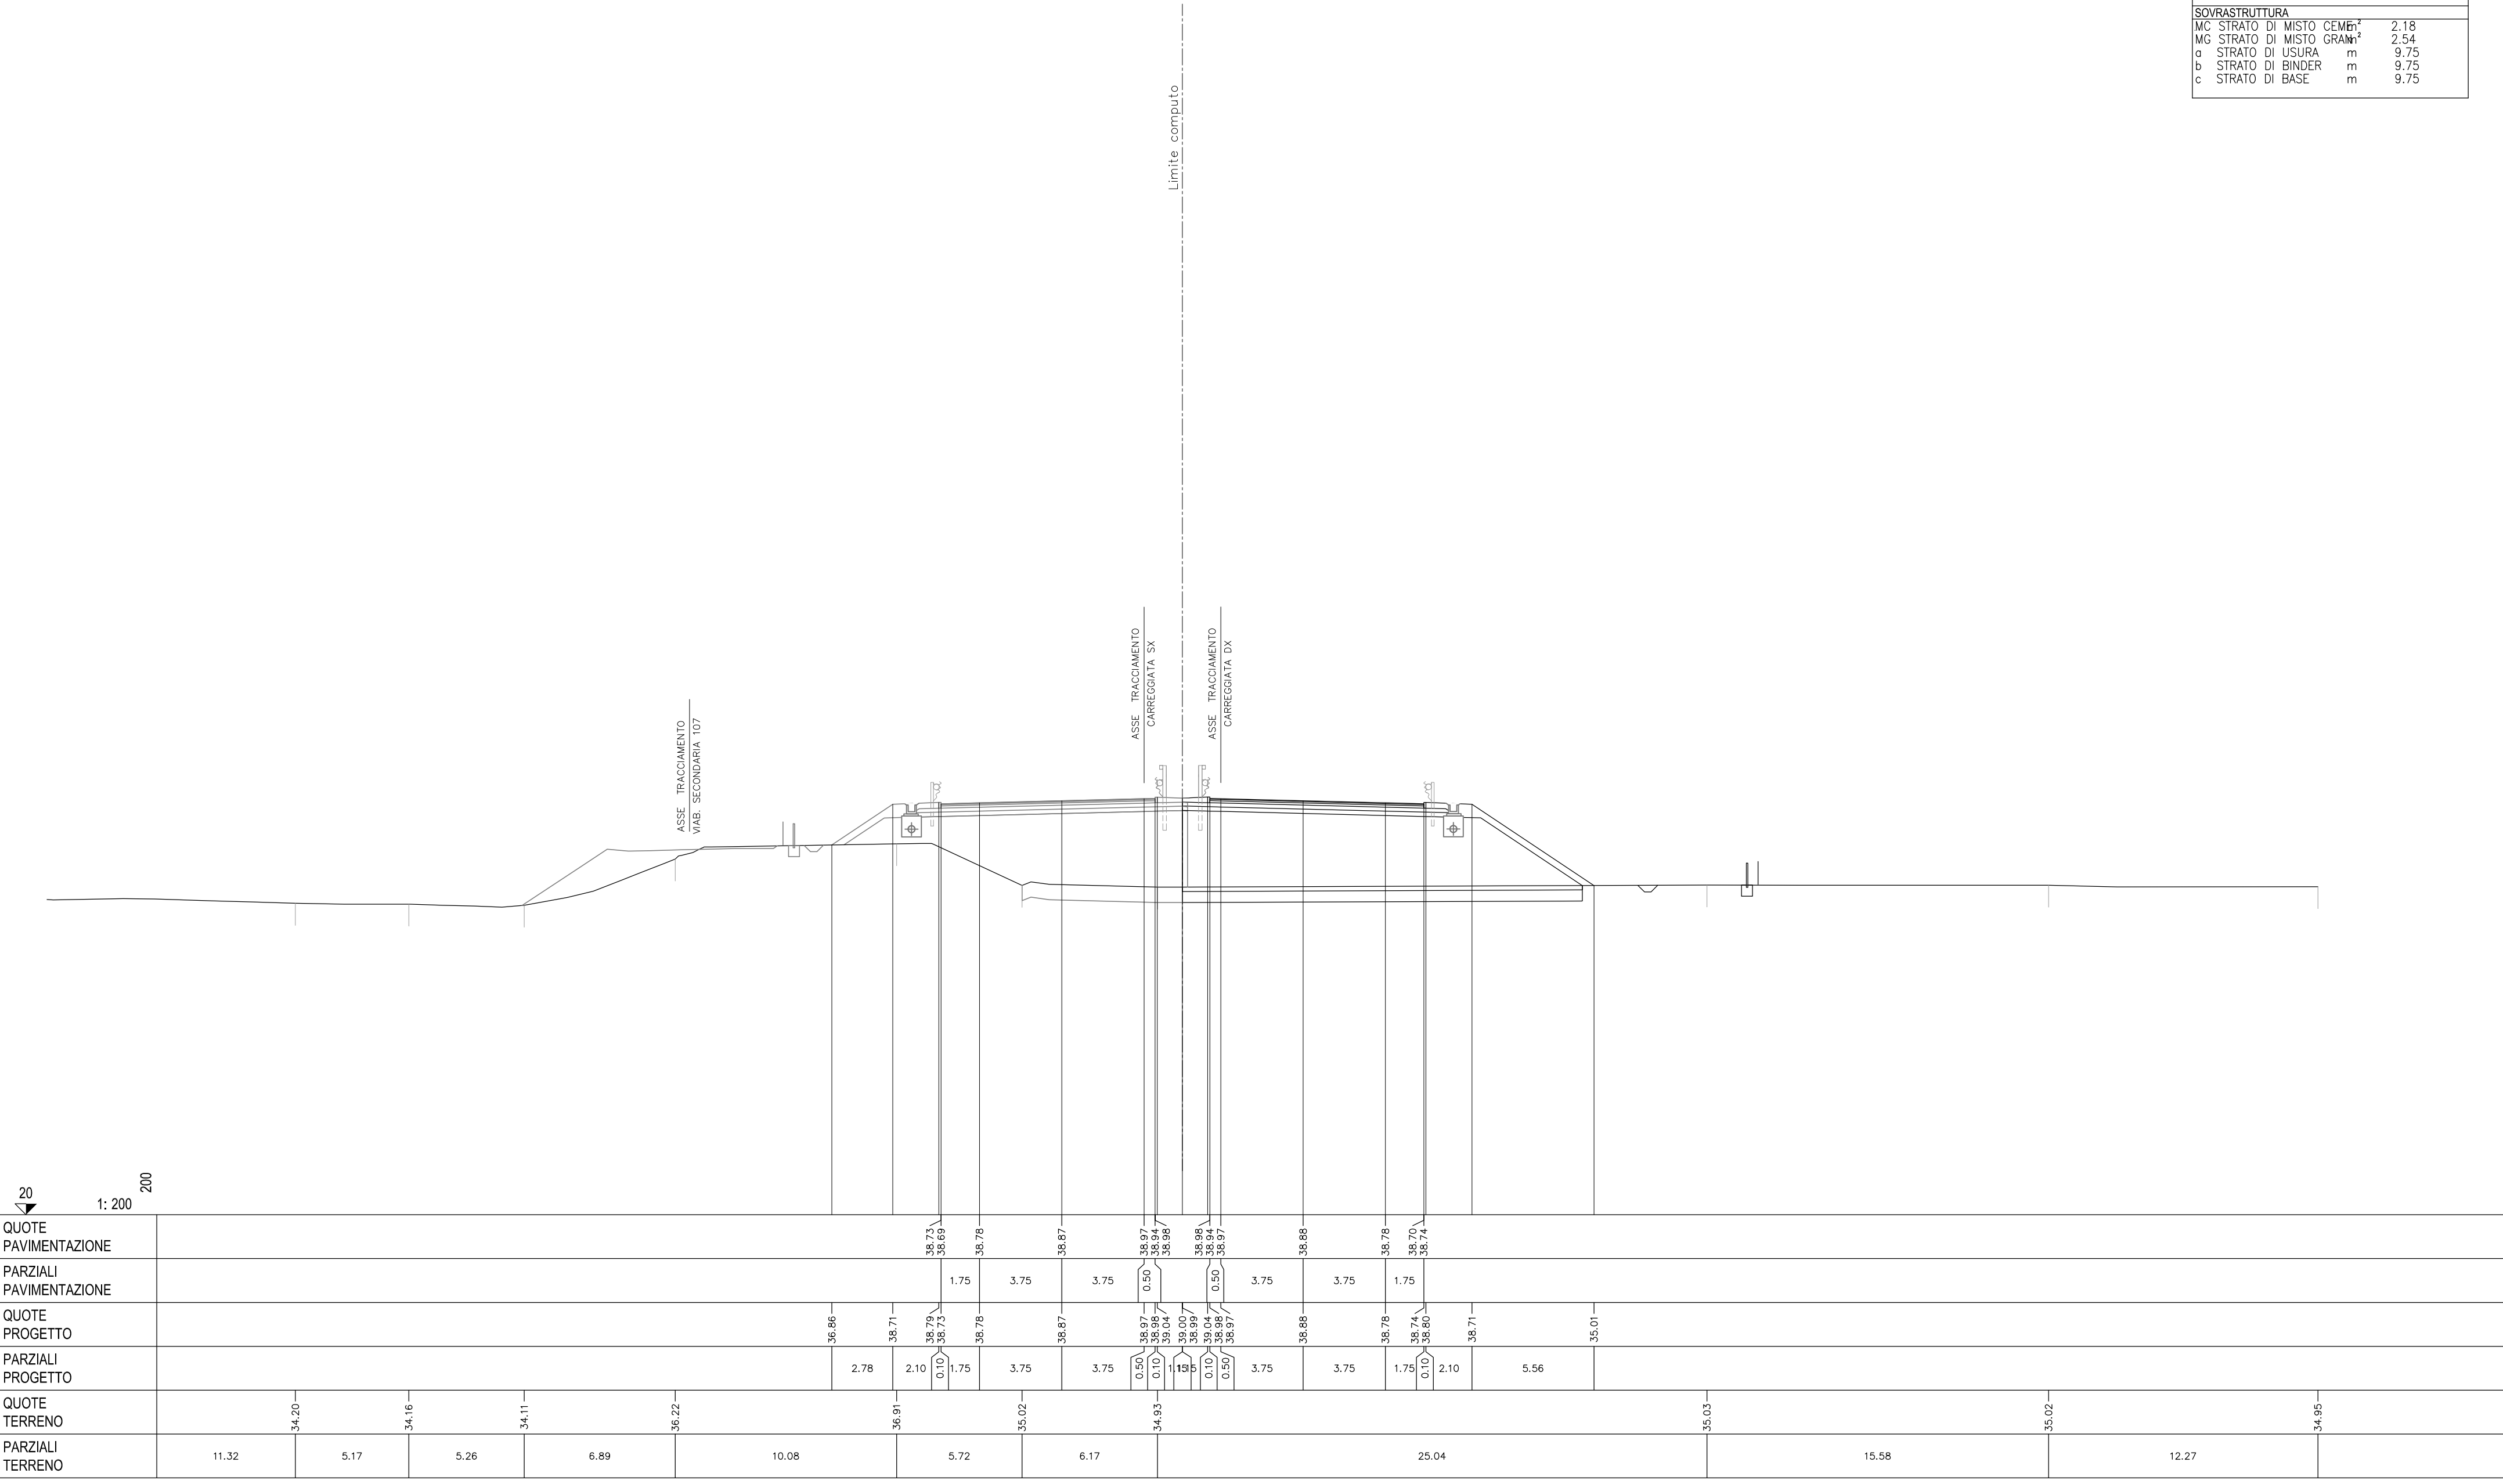 SOVRASTRUTTURA
MC STRATO DI MISTO CEME m² 2.18
MG STRATO DI MISTO GRAN m² 2.54
a STRATO DI USURA m 9.75
b STRATO DI BINDER m 9.75
c STRATO DI BASE m 9.75
Limite computo
ASSE TRACCIAMENTO
CARREGGIATA SX
ASSE TRACCIAMENTO
CARREGGIATA DX
ASSE TRACCIAMENTO
VIAB. SECONDARIA 107
20
1: 200
200
QUOTE
PAVIMENTAZIONE
38.73 38.69 38.78 38.87 38.97 38.94 38.98 38.98 38.94 38.97 38.88 38.78 38.70 38.74
PARZIALI
PAVIMENTAZIONE
1.75 3.75 3.75 0.50 0.50 3.75 3.75 1.75
QUOTE
PROGETTO
36.86 38.71 38.79 38.73 38.78 38.87 38.97 38.98 39.04 39.00 38.99 39.04 38.98 38.97 38.88 38.78 38.74 38.80 38.71 35.01
PARZIALI
PROGETTO
2.78 2.10 0.10 1.75 3.75 3.75 0.50 0.10 1.15 1.15 0.10 0.50 3.75 3.75 1.75 0.10 2.10 5.56
QUOTE
TERRENO
34.20 34.16 34.11 36.22 36.91 35.02 34.93 35.03 35.02 34.95
PARZIALI
TERRENO
11.32 5.17 5.26 6.89 10.08 5.72 6.17 25.04 15.58 12.27